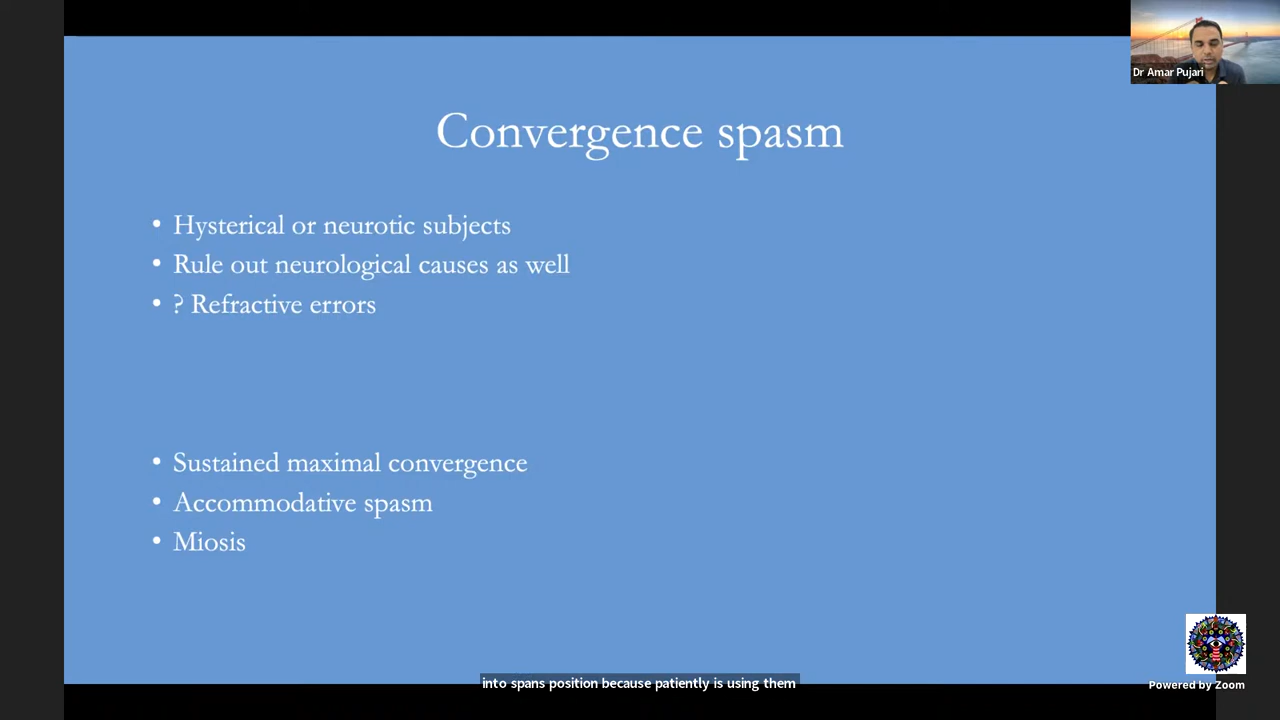 Dr Amar Pujari
Convergence spasm
• Hysterical or neurotic subjects
• Rule out neurological causes as well
• ? Refractive errors
• Sustained maximal convergence
• Accommodative spasm
• Miosis
into spans position because patiently is using them
Powered by Zoom